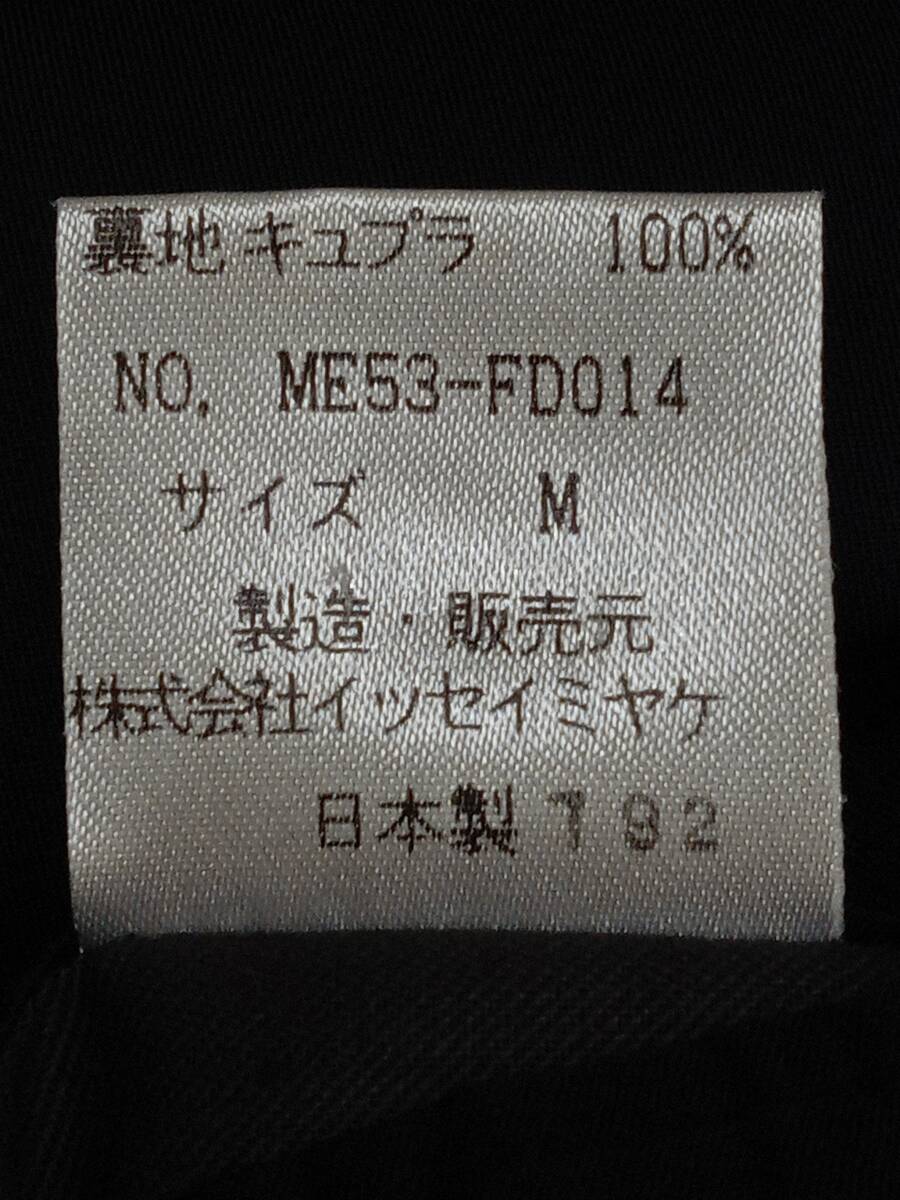 裏地 キュプラ 100%
NO. ME53-FD014
サイズ M
製造・販売元
株式会社イッセイミヤケ
日本製 192